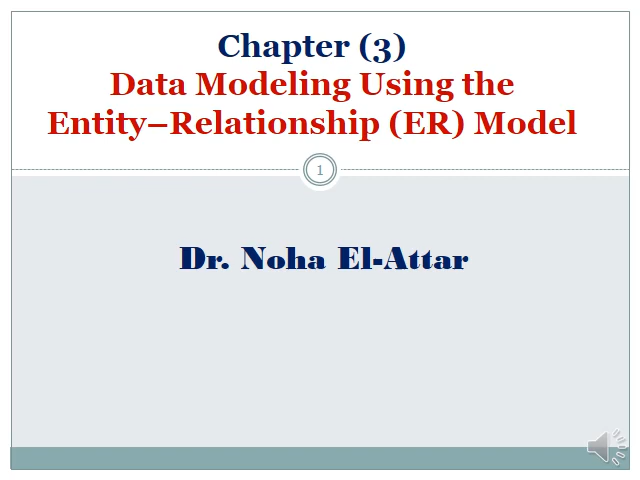 Chapter (3)
Data Modeling Using the
Entity–Relationship (ER) Model
1
Dr. Noha El-Attar